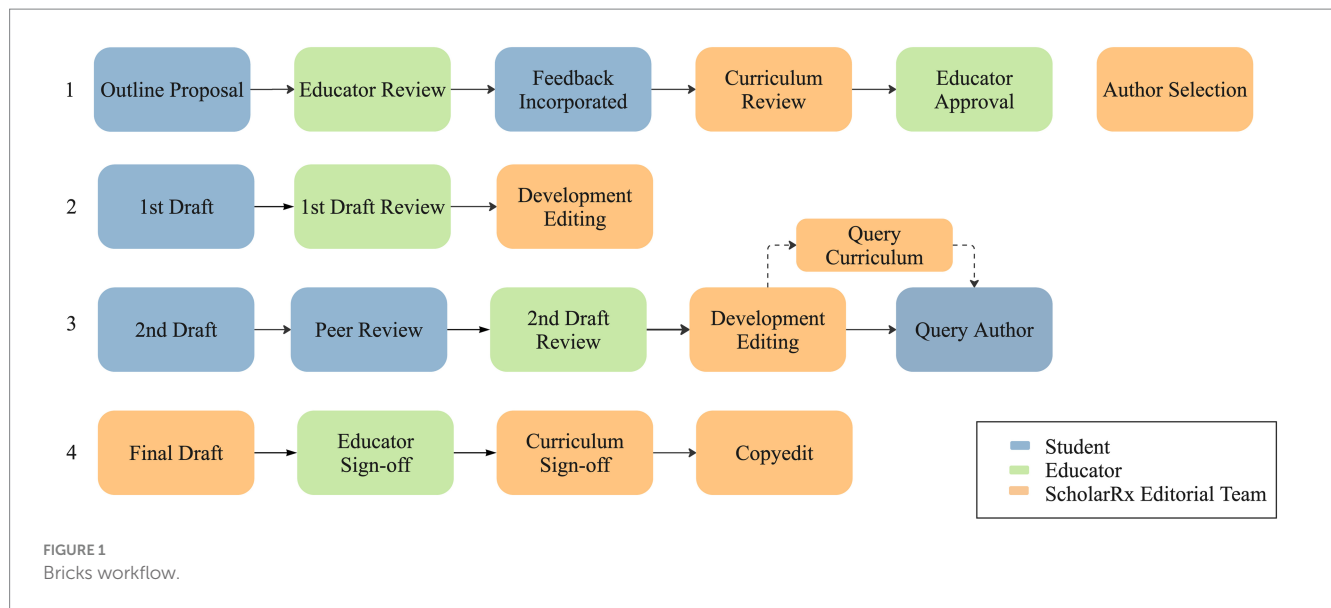 1
Outline Proposal
Educator Review
Feedback
Incorporated
Curriculum
Review
Educator
Approval
Author Selection
2
1st Draft
1st Draft Review
Development
Editing
Query
Curriculum
3
2nd Draft
Peer Review
2nd Draft
Review
Development
Editing
Query Author
4
Final Draft
Educator
Sign-off
Curriculum
Sign-off
Copyedit
Student
Educator
ScholarRx Editorial Team
FIGURE 1
Bricks workflow.